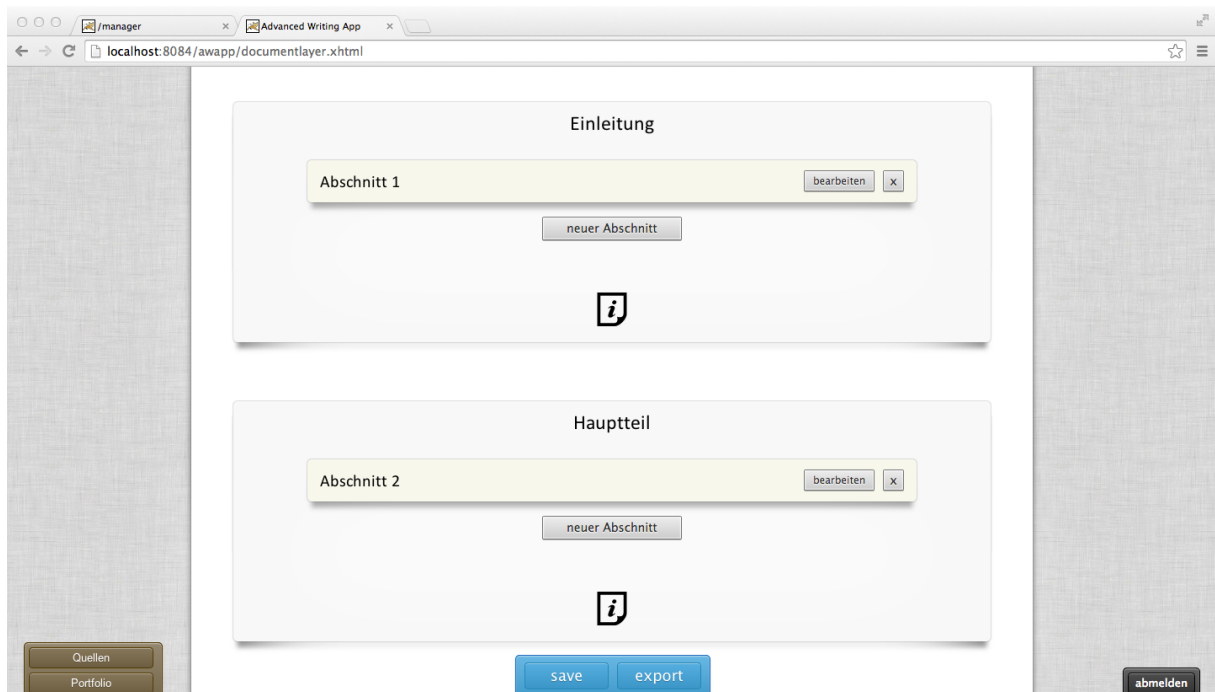 /manager x Advanced Writing App x
localhost:8084/awapp/documentlayer.xhtml
Einleitung
Abschnitt 1 bearbeiten x
neuer Abschnitt
i
Hauptteil
Abschnitt 2 bearbeiten x
neuer Abschnitt
i
Quellen
Portfolio
save export
abmelden